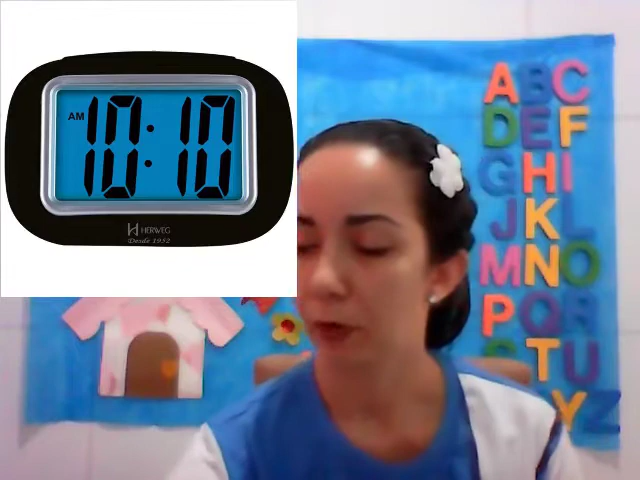 AM 10:10
HERWEG
Desde 1952
A B C
D E F
G H I
J K L
M N O
P Q R
S T U
Y Z